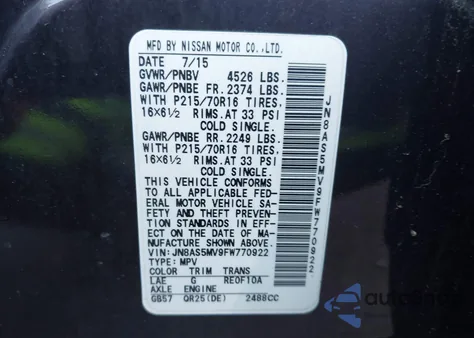 MFD BY NISSAN MOTOR CO., LTD.
DATE 7/15
GVWR/PNBV 4526 LBS.
GAWR/PNBE FR. 2374 LBS.
WITH P215/70R16 TIRES,
16×6½ RIMS. AT 33 PSI
COLD SINGLE.
GAWR/PNBE RR. 2249 LBS.
WITH P215/70R16 TIRES,
16×6½ RIMS. AT 33 PSI
COLD SINGLE.
THIS VEHICLE CONFORMS
TO ALL APPLICABLE FED-
ERAL MOTOR VEHICLE SA-
FETY AND THEFT PREVENTION
STANDARDS IN EFF-
ECT ON THE DATE OF MANU-
FACTURE SHOWN ABOVE.
VIN: JN8AS5MV9FW770922
TYPE: MPV
COLOR TRIM TRANS
LAE G RE0F10A
AXLE ENGINE
GB57 QR25(DE) 2488CC
JN8AS5MV9FW770922